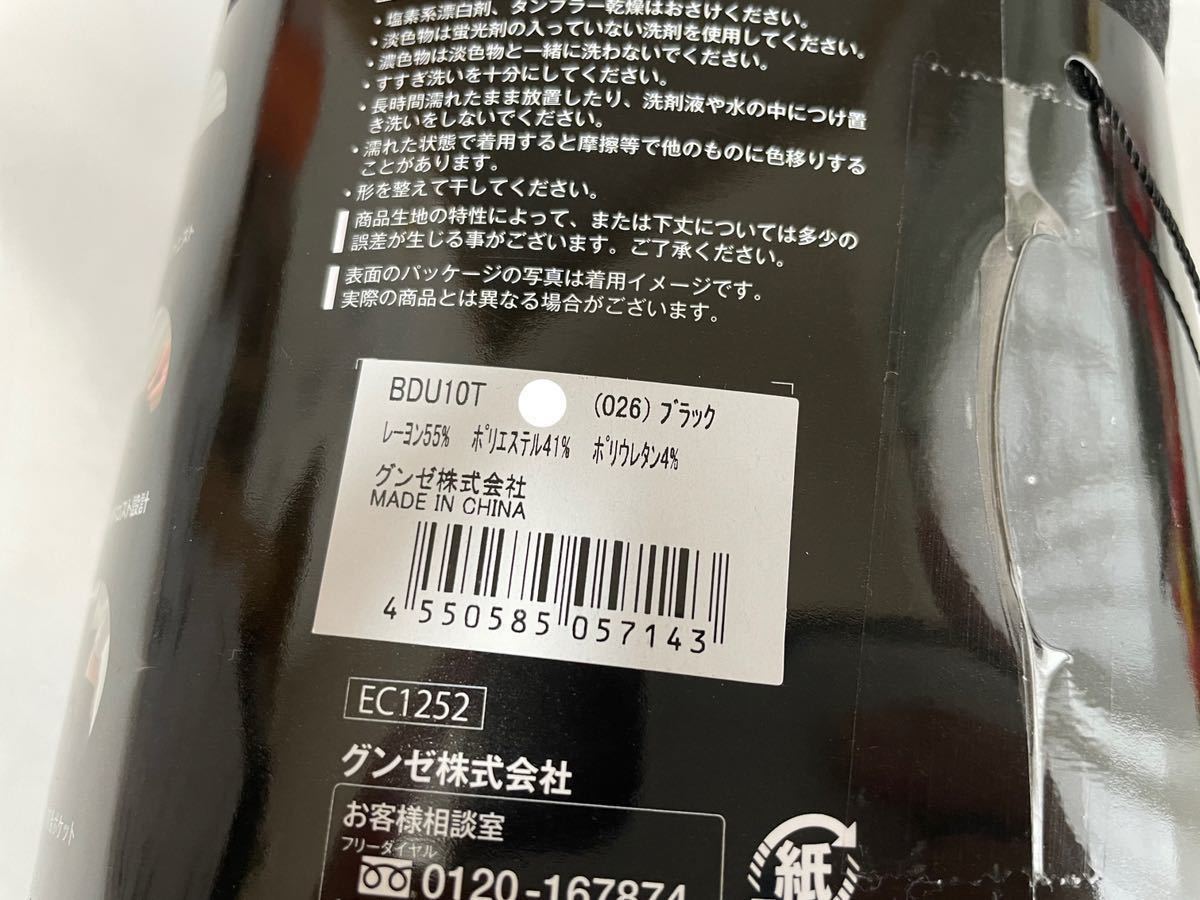 ・塩素系漂白剤、タンブラー乾燥はおさけください。
・淡色物は蛍光剤の入っていない洗剤を使用してください。
・濃色物は淡色物と一緒に洗わないでください。
・すすぎ洗いを十分にしてください。
・長時間濡れたまま放置したり、洗剤液や水の中につけ置
き洗いをしないでください。
・濡れた状態で着用すると摩擦等で他のものに色移りする
ことがあります。
・形を整えて干してください。
商品生地の特性によって、または下丈については多少の
誤差が生じる事がございます。ご了承ください。
表面のパッケージの写真は着用イメージです。
実際の商品とは異なる場合がございます。
BDU10T (026)ブラック
レーヨン55% ポリエステル41% ポリウレタン4%
グンゼ株式会社
MADE IN CHINA
4 550585 057143
EC1252
グンゼ株式会社
お客様相談室
フリーダイヤル
0120-167874
紙
エスト設計
ケット